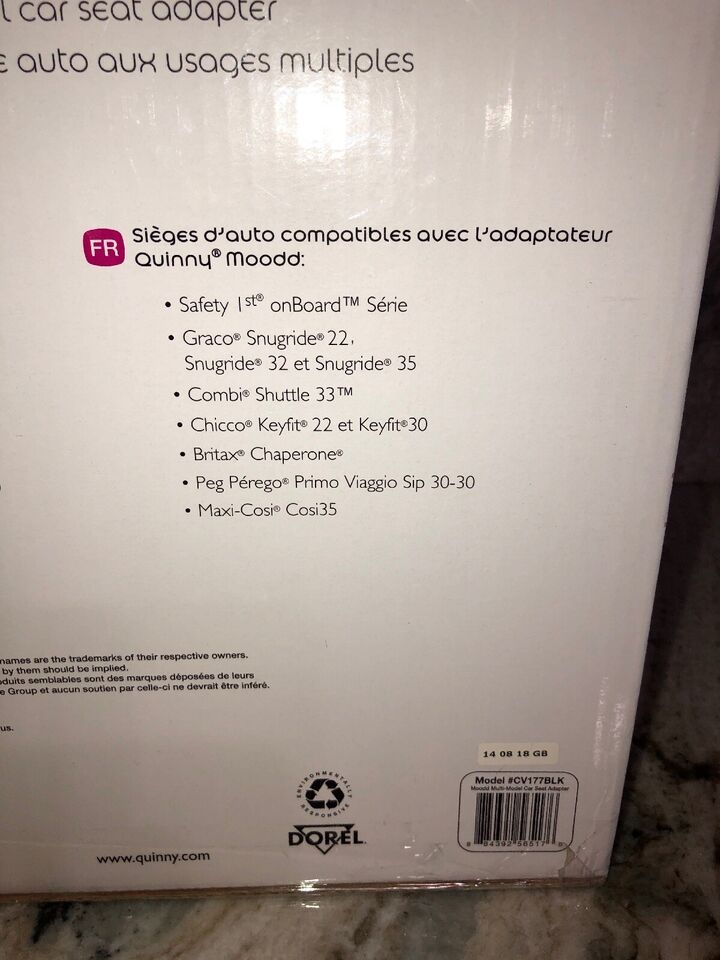 car seat adapter
auto aux usages multiples
FR
Sièges d'auto compatibles avec l'adaptateur
Quinny® Moodd:
• Safety 1st® onBoard™ Série
• Graco® Snugride® 22,
Snugride® 32 et Snugride® 35
• Combi® Shuttle 33™
• Chicco® Keyfit® 22 et Keyfit®30
• Britax® Chaperone®
• Peg Pérego® Primo Viaggio Sip 30-30
• Maxi-Cosi® Cosi35
names are the trademarks of their respective owners.
by them should be implied.
oduits semblables sont des marques déposées de leurs
e Group et aucun soutien par celle-ci ne devrait être inféré.
us.
14 08 18 GB
Model #CV177BLK
Moodd Multi-Model Car Seat Adapter
8 84392 56517 8
ENVIRONMENTALLY
RESPONSIVE
DOREL
www.quinny.com